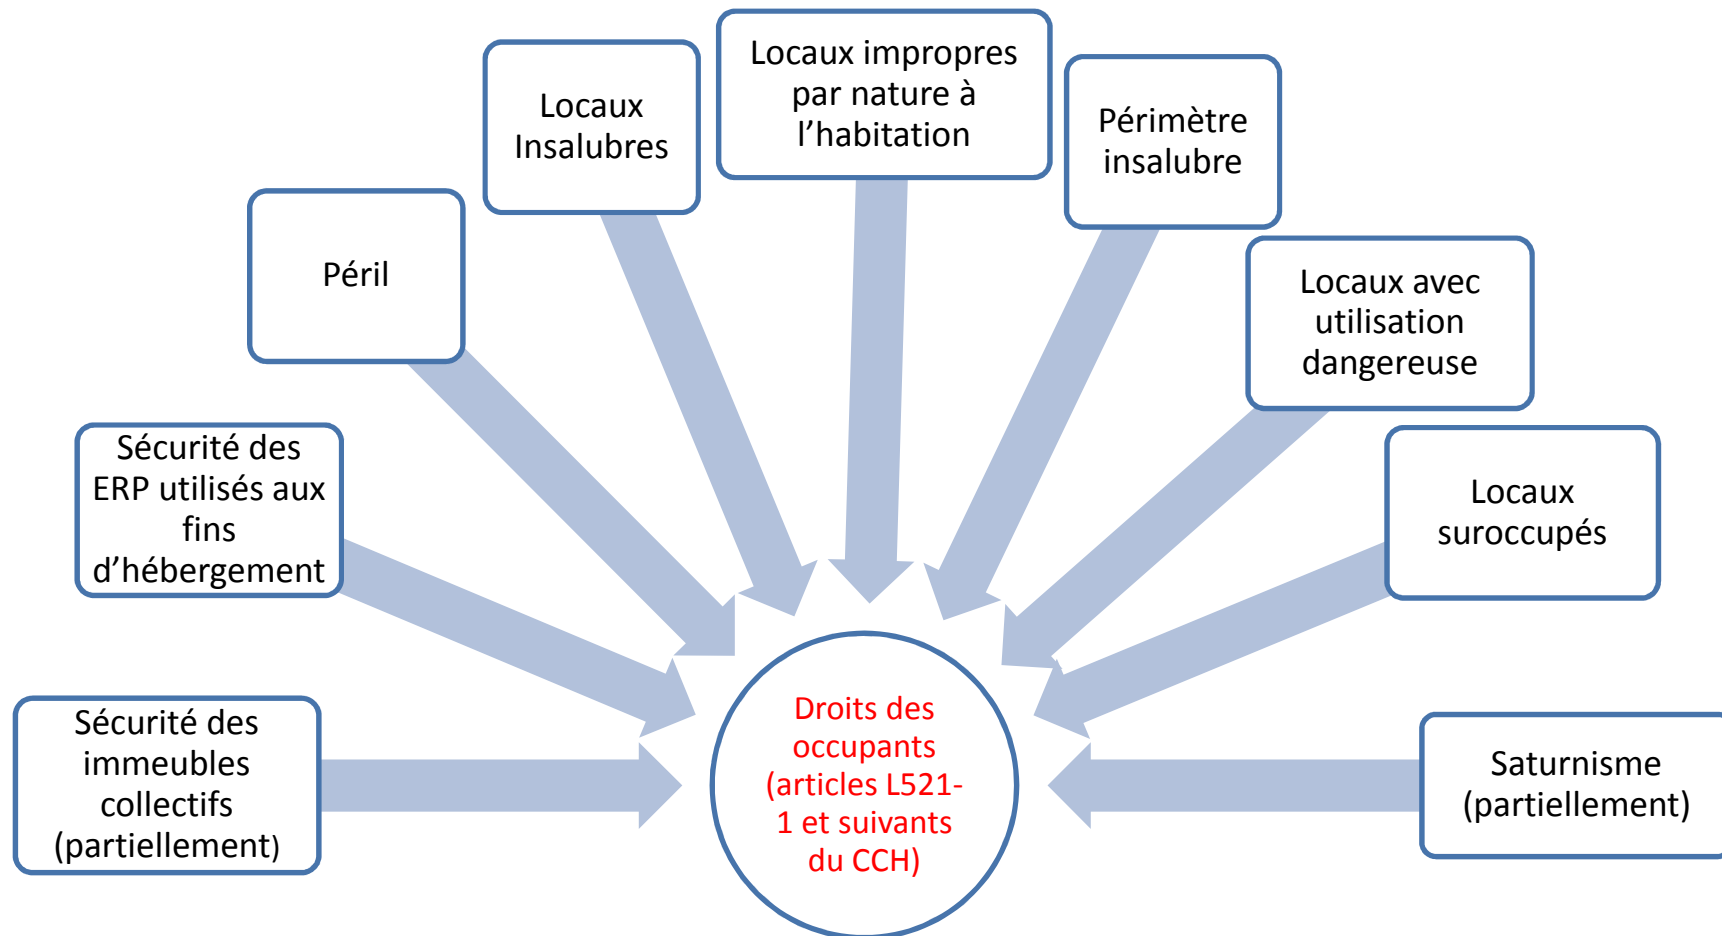 Locaux impropres
par nature à
l'habitation
Locaux
Insalubres
Périmètre
insalubre
Péril
Locaux avec
utilisation
dangereuse
Sécurité des
ERP utilisés aux
fins
d'hébergement
Locaux
suroccupés
Sécurité des
immeubles
collectifs
(partiellement)
Droits des
occupants
(articles L521-
1 et suivants
du CCH)
Saturnisme
(partiellement)